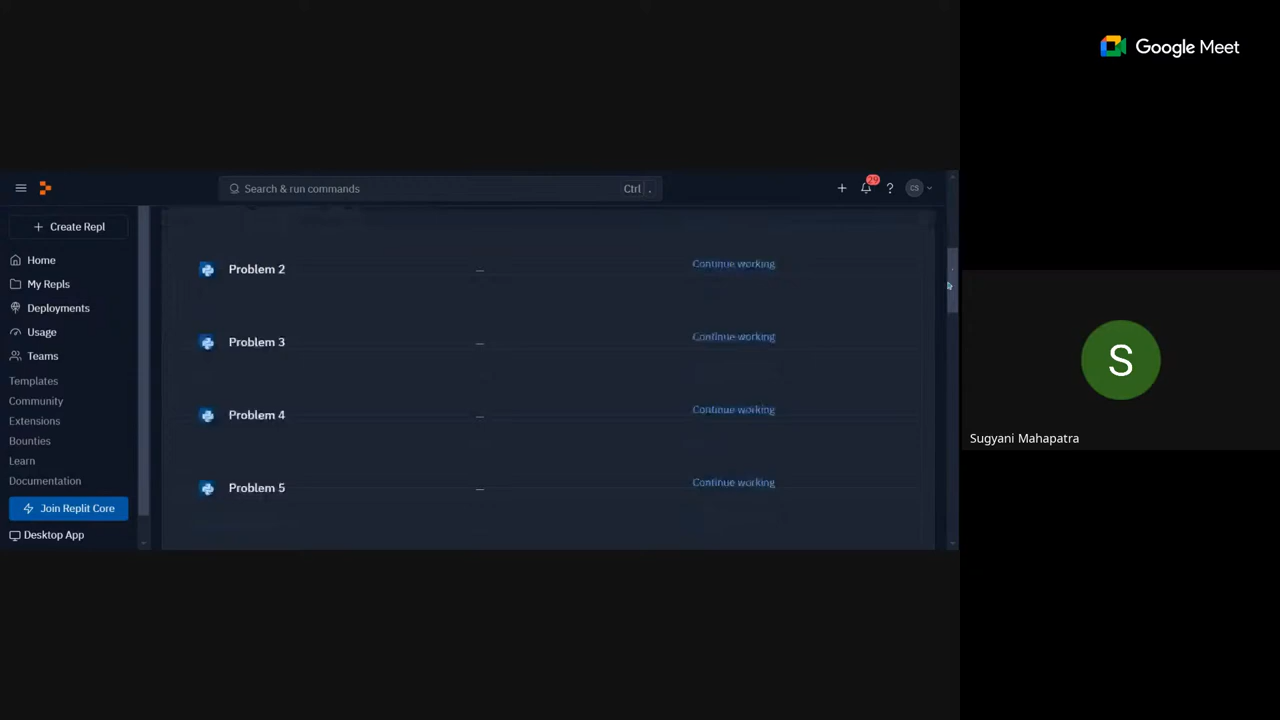 Google Meet
Search & run commands
Ctrl .
29
CS
Create Repl
Home
My Repls
Deployments
Usage
Teams
Templates
Community
Extensions
Bounties
Learn
Documentation
Join Replit Core
Desktop App
Problem 2 — Continue working
Problem 3 — Continue working
Problem 4 — Continue working
Problem 5 — Continue working
S
Sugyani Mahapatra